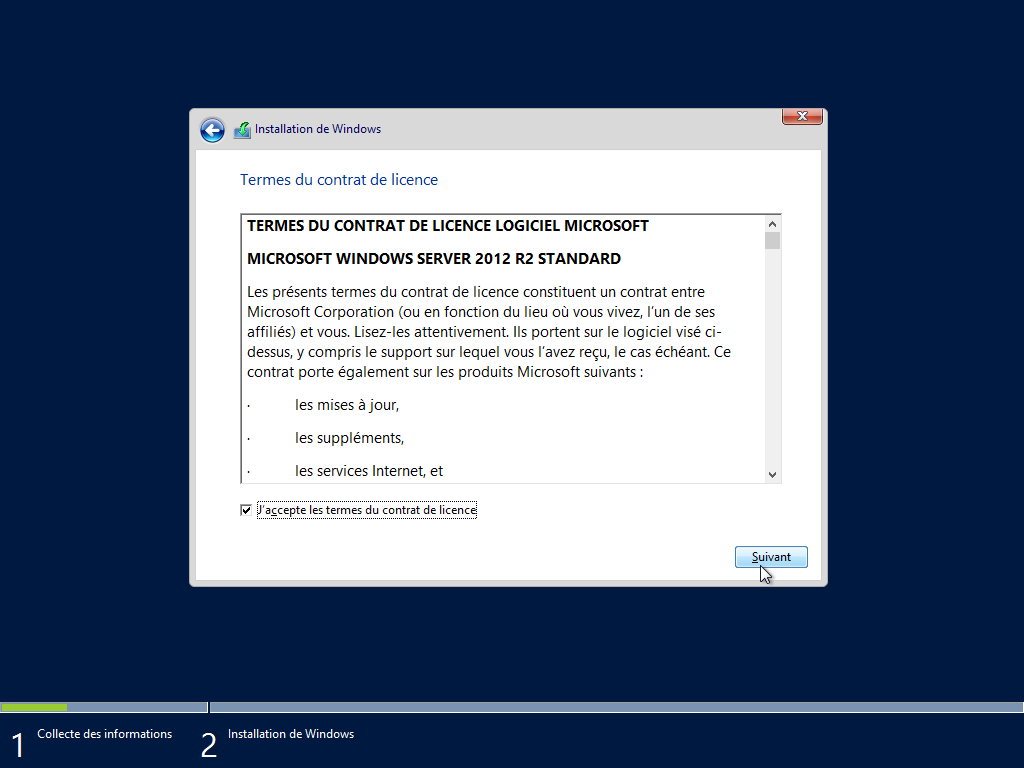 Installation de Windows
Termes du contrat de licence
TERMES DU CONTRAT DE LICENCE LOGICIEL MICROSOFT
MICROSOFT WINDOWS SERVER 2012 R2 STANDARD
Les présents termes du contrat de licence constituent un contrat entre
Microsoft Corporation (ou en fonction du lieu où vous vivez, l’un de ses
affiliés) et vous. Lisez-les attentivement. Ils portent sur le logiciel visé ci-
dessus, y compris le support sur lequel vous l’avez reçu, le cas échéant. Ce
contrat porte également sur les produits Microsoft suivants :
· les mises à jour,
· les suppléments,
· les services Internet, et
J'accepte les termes du contrat de licence
Suivant
1 Collecte des informations
2 Installation de Windows